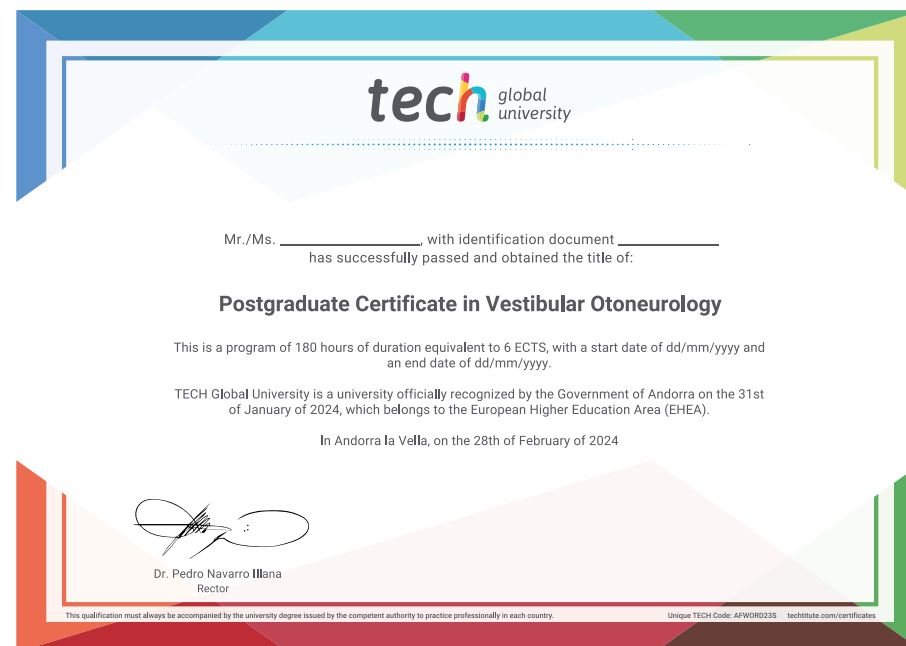 tech global
university
Mr./Ms. ____________, with identification document ____________
has successfully passed and obtained the title of:
Postgraduate Certificate in Vestibular Otoneurology
This is a program of 180 hours of duration equivalent to 6 ECTS, with a start date of dd/mm/yyyy and
an end date of dd/mm/yyyy.
TECH Global University is a university officially recognized by the Government of Andorra on the 31st
of January of 2024, which belongs to the European Higher Education Area (EHEA).
In Andorra la Vella, on the 28th of February of 2024
Dr. Pedro Navarro Illana
Rector
This qualification must always be accompanied by the university degree issued by the competent authority to practice professionally in each country.
Unique TECH Code: AFWORD23S techtitute.com/certificates